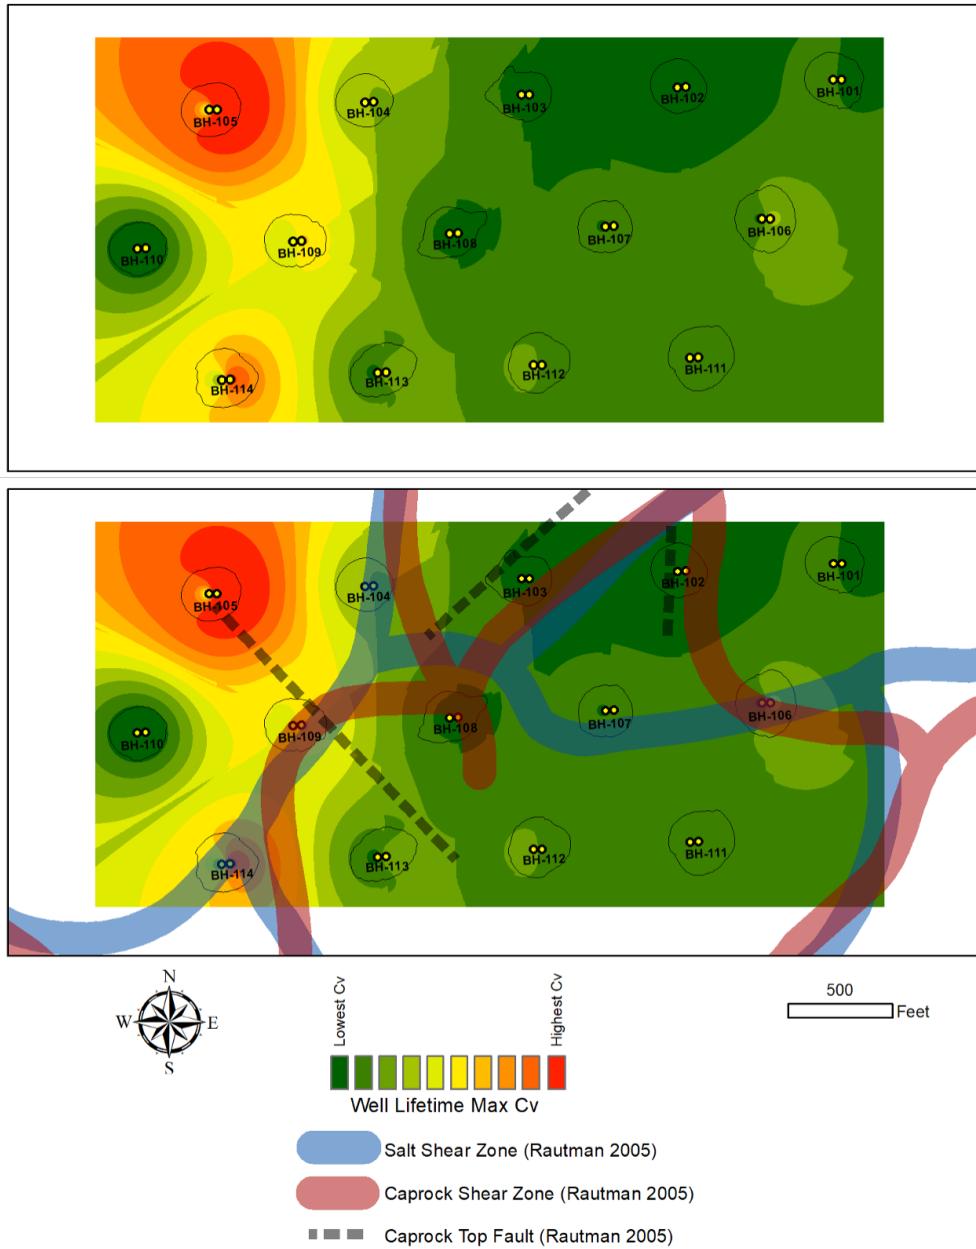 BH-105
BH-104
BH-103
BH-102
BH-101
BH-110
BH-109
BH-108
BH-107
BH-106
BH-114
BH-113
BH-112
BH-111
BH-105
BH-104
BH-103
BH-102
BH-101
BH-110
BH-109
BH-108
BH-107
BH-106
BH-114
BH-113
BH-112
BH-111
N
W E
S
Lowest Cv
Highest Cv
Well Lifetime Max Cv
500
Feet
Salt Shear Zone (Rautman 2005)
Caprock Shear Zone (Rautman 2005)
Caprock Top Fault (Rautman 2005)